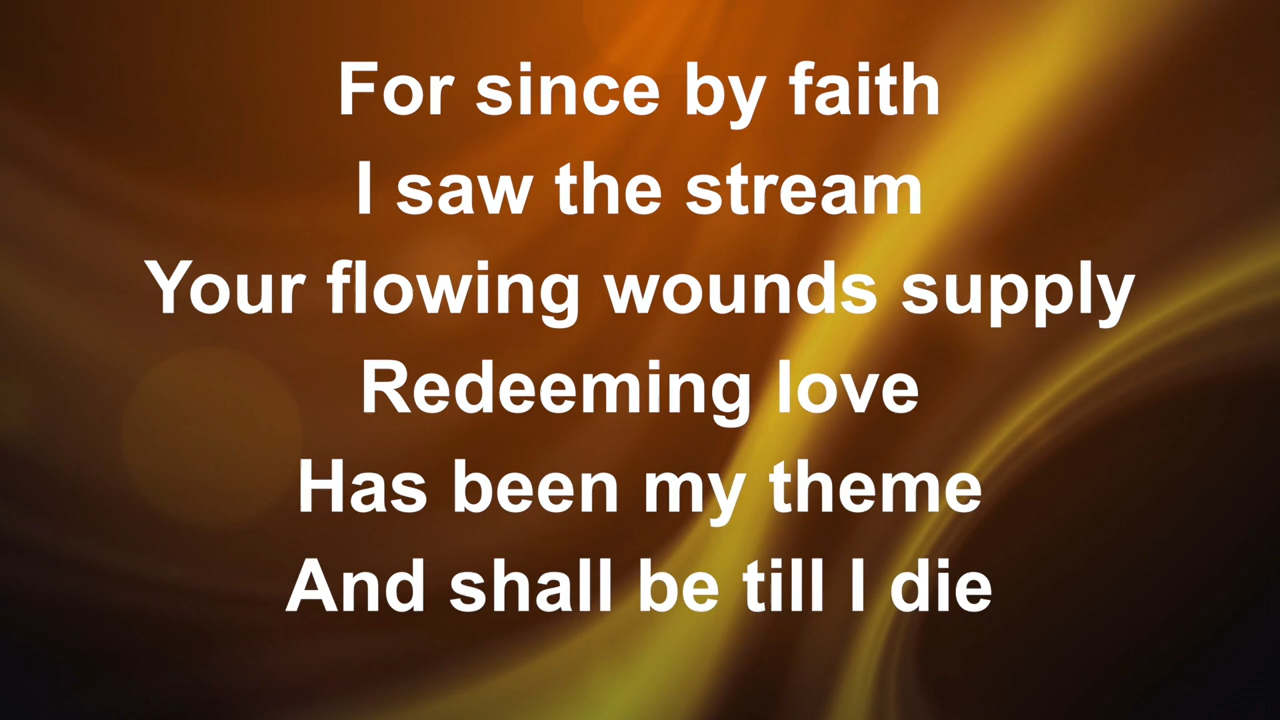 For since by faith
I saw the stream
Your flowing wounds supply
Redeeming love
Has been my theme
And shall be till I die